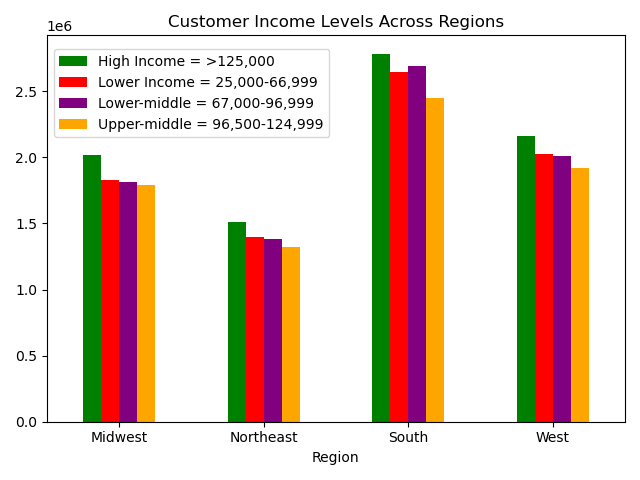 Customer Income Levels Across Regions
1e6
High Income = >125,000
Lower Income = 25,000-66,999
Lower-middle = 67,000-96,999
Upper-middle = 96,500-124,999
2.5
2.0
1.5
1.0
0.5
0.0
Midwest Northeast South West
Region